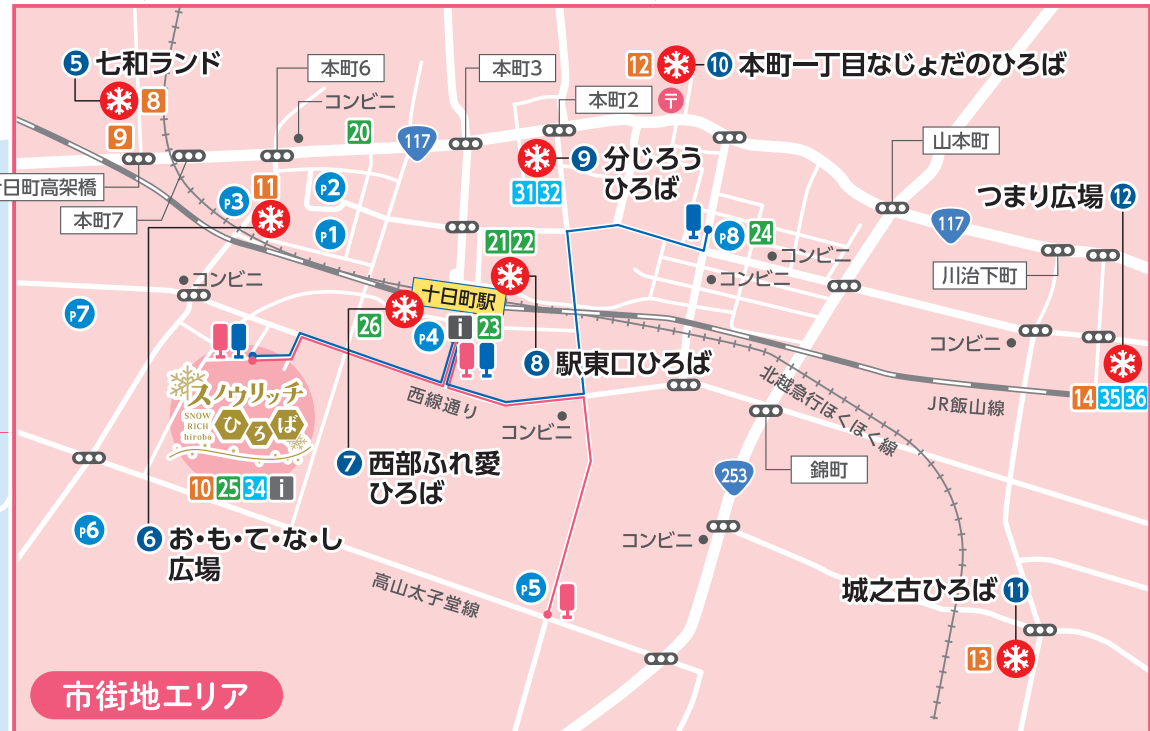 5 七和ランド
8
9
本町6
コンビニ
20
117
本町3
本町2
〒
12
10 本町一丁目なじょだのひろば
9 分じろう
ひろば
31 32
山本町
つまり広場 12
117
川治下町
日町高架橋
本町7
P3
11
P2
P1
21 22
P8 24
コンビニ
コンビニ
コンビニ
十日町駅
P7
26
P4 i 23
8 駅東口ひろば
コンビニ
14 35 36
スノウリッチ
SNOW
RICH
hiroba
ひろば
10 25 34 i
西線通り
コンビニ
北越急行ほくほく線
JR飯山線
7 西部ふれ愛
ひろば
253
錦町
P6
6 お・も・て・な・し
広場
コンビニ
高山太子堂線
P5
城之古ひろば 11
13
市街地エリア